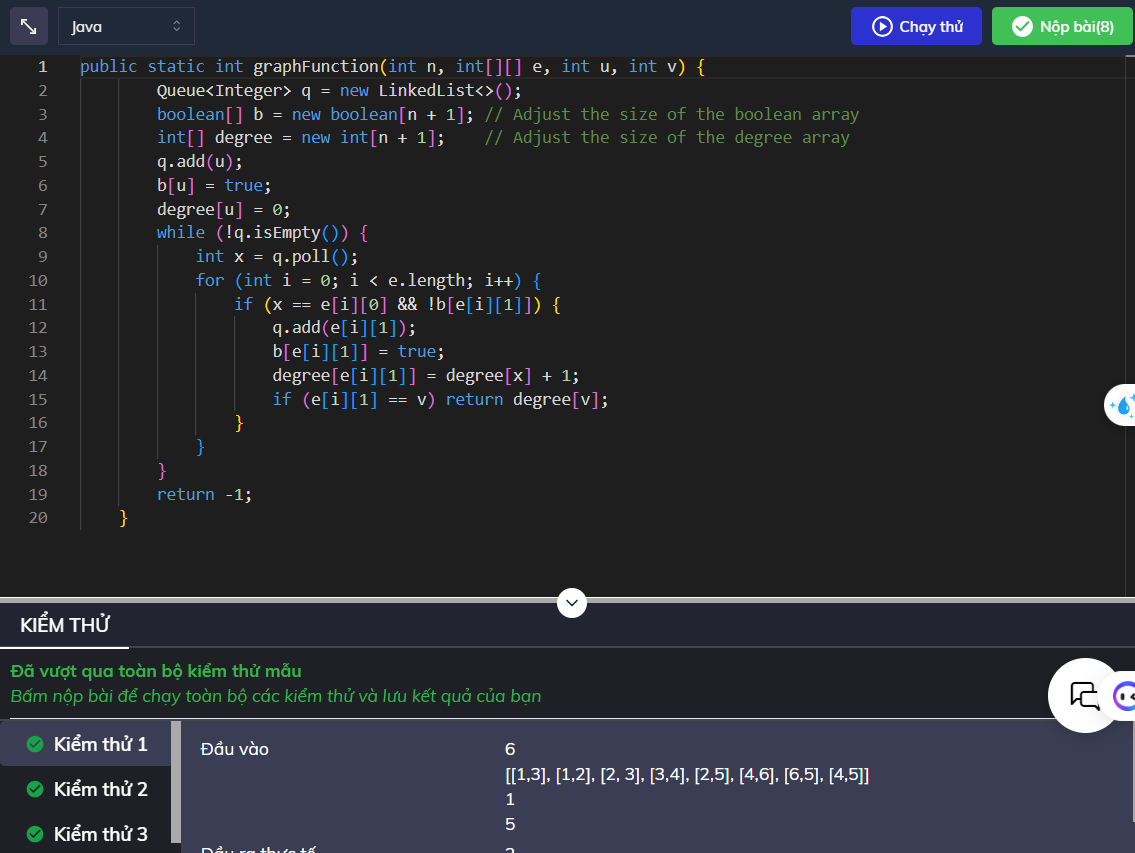 Java
Chạy thử
Nộp bài(8)
1 public static int graphFunction(int n, int[][] e, int u, int v) {
2 Queue<Integer> q = new LinkedList<>();
3 boolean[] b = new boolean[n + 1]; // Adjust the size of the boolean array
4 int[] degree = new int[n + 1];    // Adjust the size of the degree array
5 q.add(u);
6 b[u] = true;
7 degree[u] = 0;
8 while (!q.isEmpty()) {
9 int x = q.poll();
10 for (int i = 0; i < e.length; i++) {
11 if (x == e[i][0] && !b[e[i][1]]) {
12 q.add(e[i][1]);
13 b[e[i][1]] = true;
14 degree[e[i][1]] = degree[x] + 1;
15 if (e[i][1] == v) return degree[v];
16 }
17 }
18 }
19 return -1;
20 }
KIỂM THỬ
Đã vượt qua toàn bộ kiểm thử mẫu
Bấm nộp bài để chạy toàn bộ các kiểm thử và lưu kết quả của bạn
Kiểm thử 1
Kiểm thử 2
Kiểm thử 3
Đầu vào
6
[[1,3], [1,2], [2, 3], [3,4], [2,5], [4,6], [6,5], [4,5]]
1
5
Đầu ra thực tế